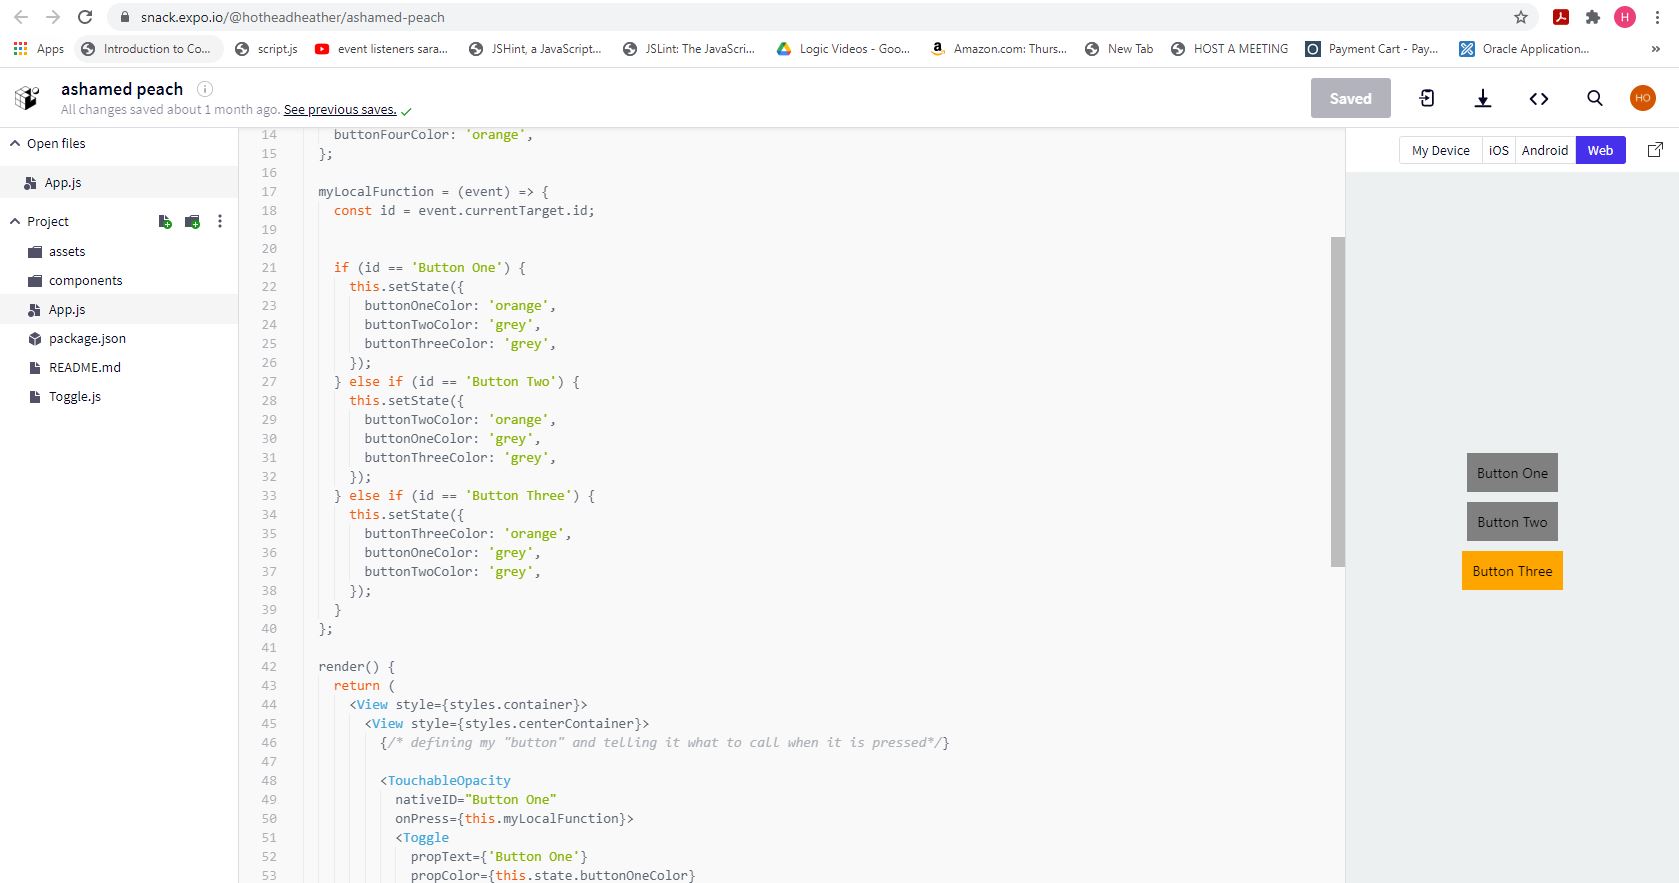 snack.expo.io/@hotheadheather/ashamed-peach
H
Apps Introduction to Co... script.js event listeners sara... JSHint, a JavaScript... JSLint: The JavaScri... Logic Videos - Goo... Amazon.com: Thurs... New Tab HOST A MEETING Payment Cart - Pay... Oracle Application... »
ashamed peach
All changes saved about 1 month ago. See previous saves.
Saved
HO
Open files
App.js
Project
assets
components
App.js
package.json
README.md
Toggle.js
14 buttonFourColor: 'orange',
15 };
16
17 myLocalFunction = (event) => {
18 const id = event.currentTarget.id;
19
20
21 if (id == 'Button One') {
22 this.setState({
23 buttonOneColor: 'orange',
24 buttonTwoColor: 'grey',
25 buttonThreeColor: 'grey',
26 });
27 } else if (id == 'Button Two') {
28 this.setState({
29 buttonTwoColor: 'orange',
30 buttonOneColor: 'grey',
31 buttonThreeColor: 'grey',
32 });
33 } else if (id == 'Button Three') {
34 this.setState({
35 buttonThreeColor: 'orange',
36 buttonOneColor: 'grey',
37 buttonTwoColor: 'grey',
38 });
39 }
40 };
41
42 render() {
43 return (
44 <View style={styles.container}>
45 <View style={styles.centerContainer}>
46 {/* defining my "button" and telling it what to call when it is pressed*/}
47
48 <TouchableOpacity
49 nativeID="Button One"
50 onPress={this.myLocalFunction}>
51 <Toggle
52 propText={'Button One'}
53 propColor={this.state.buttonOneColor}
My Device iOS Android Web
Button One
Button Two
Button Three